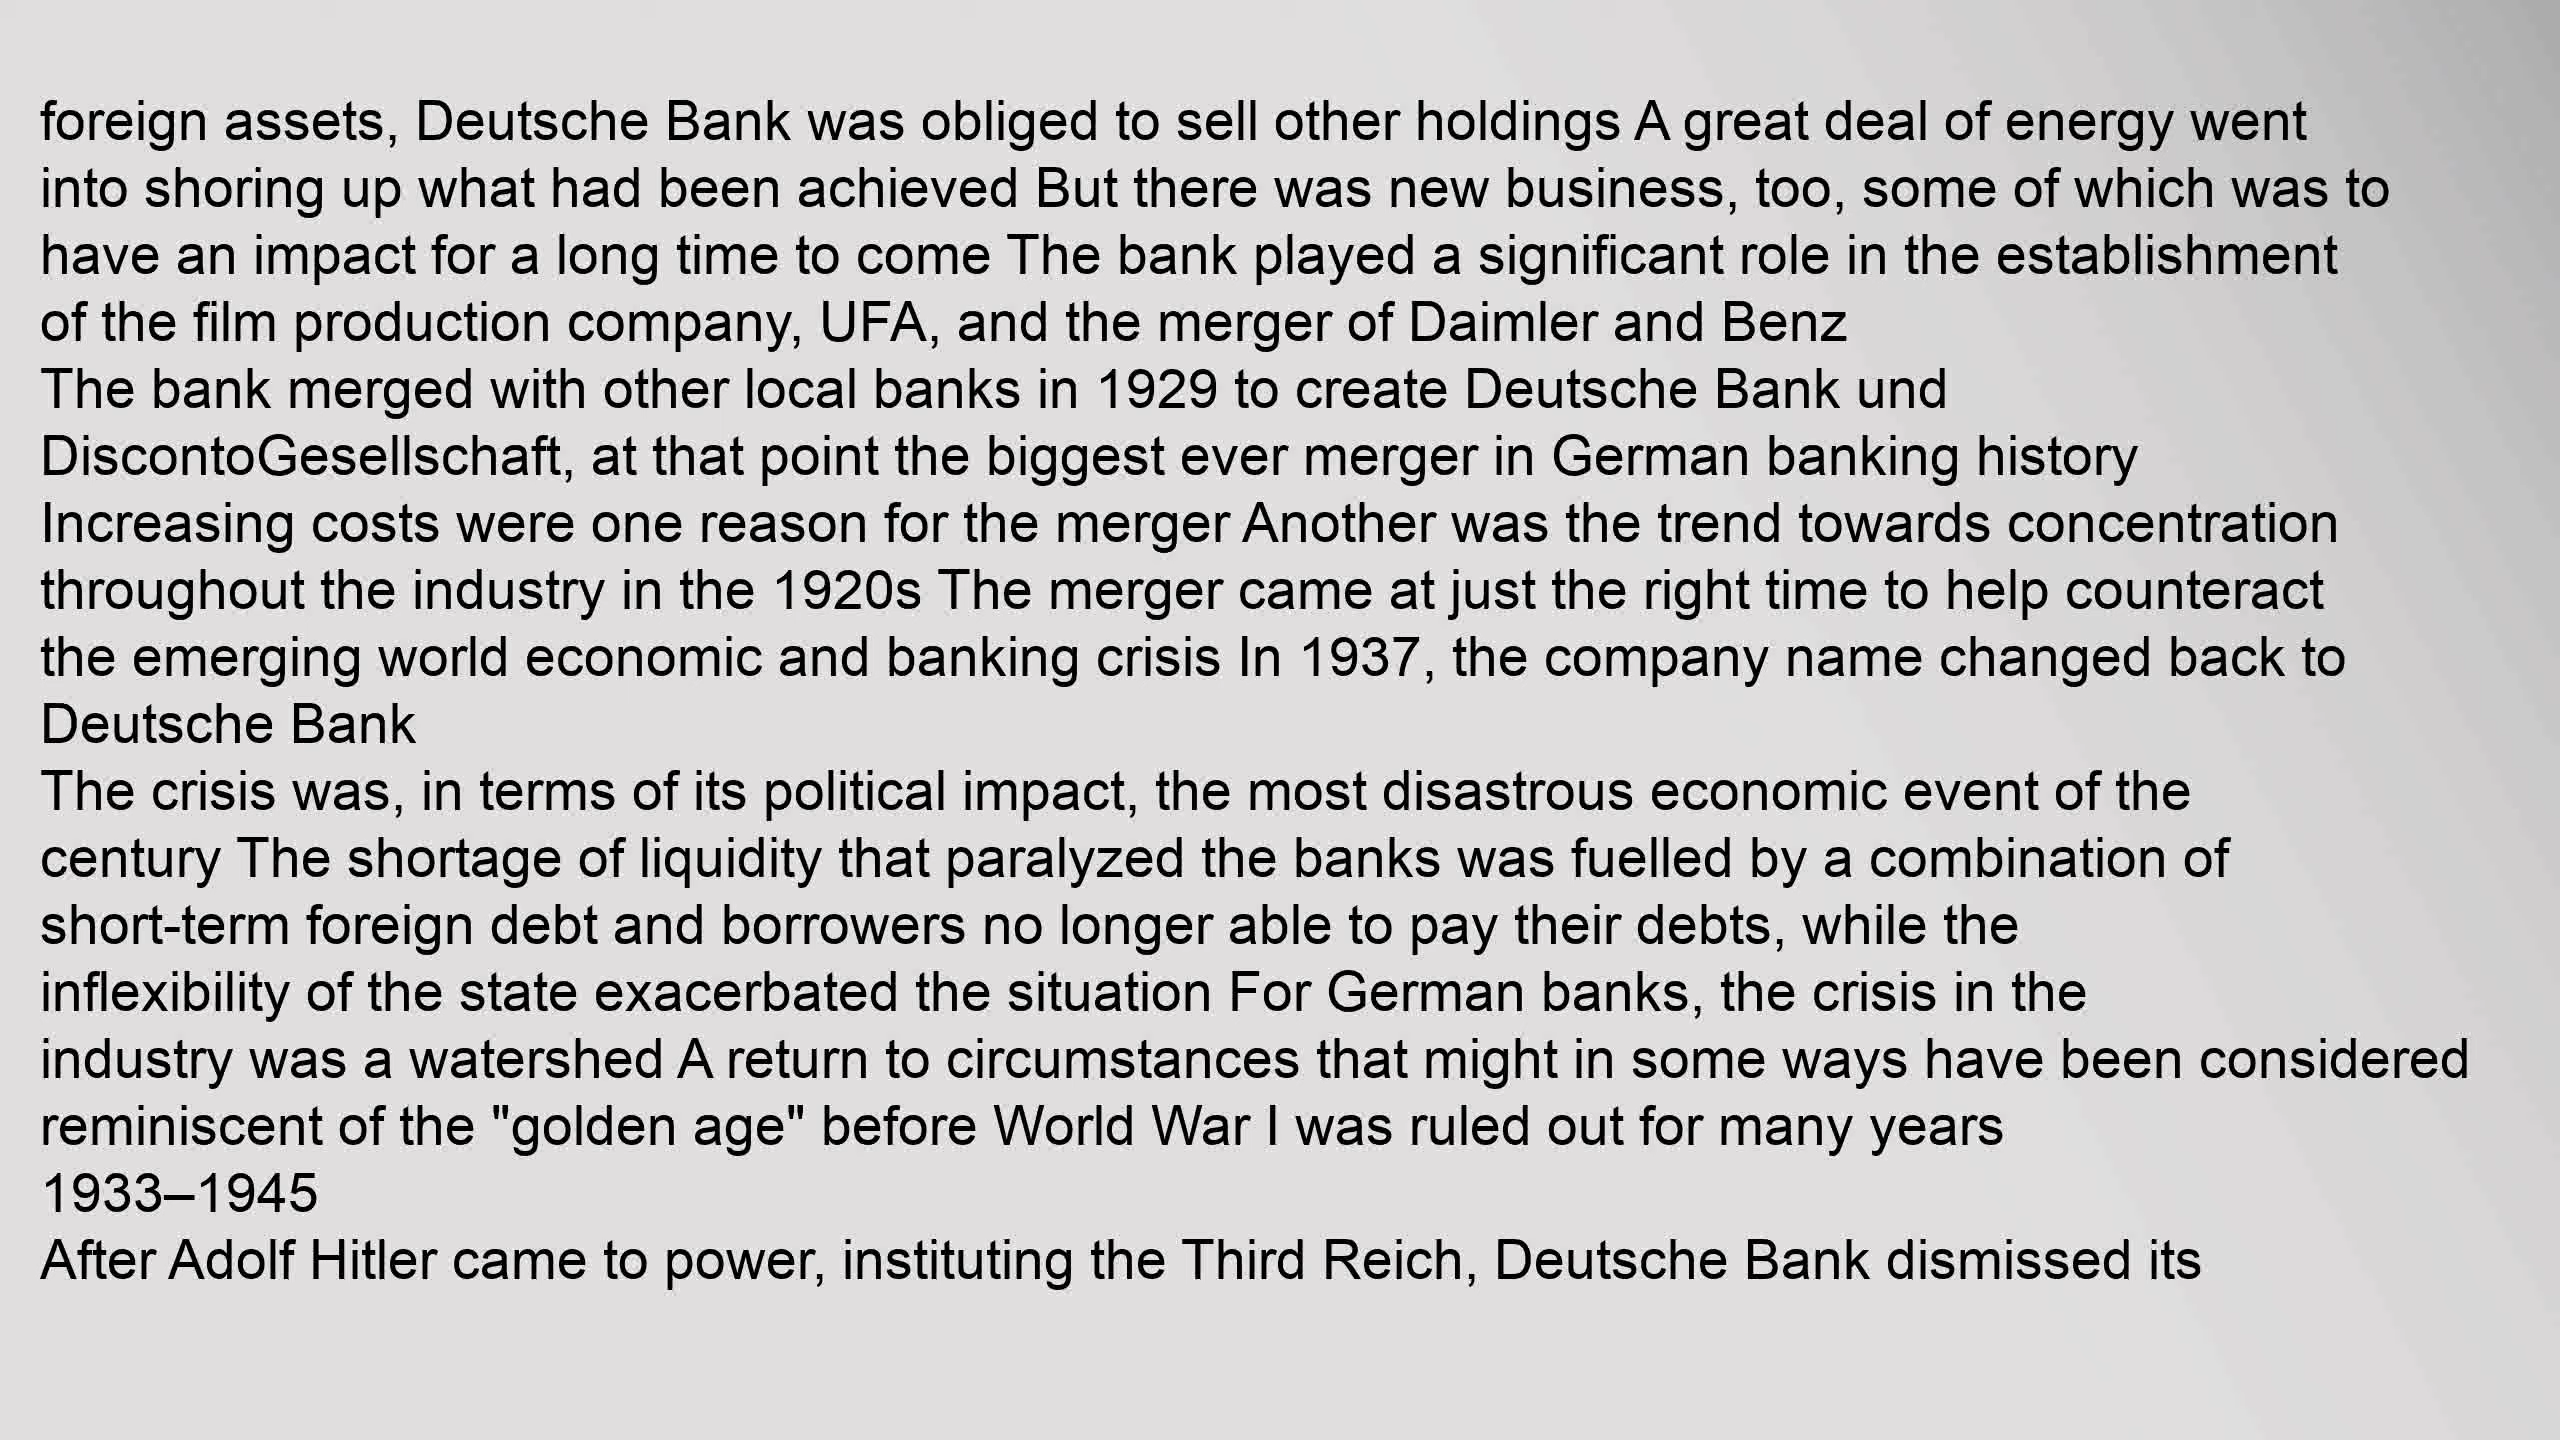 foreign assets, Deutsche Bank was obliged to sell other holdings A great deal of energy went
into shoring up what had been achieved But there was new business, too, some of which was to
have an impact for a long time to come The bank played a significant role in the establishment
of the film production company, UFA, and the merger of Daimler and Benz
The bank merged with other local banks in 1929 to create Deutsche Bank und
DiscontoGesellschaft, at that point the biggest ever merger in German banking history
Increasing costs were one reason for the merger Another was the trend towards concentration
throughout the industry in the 1920s The merger came at just the right time to help counteract
the emerging world economic and banking crisis In 1937, the company name changed back to
Deutsche Bank
The crisis was, in terms of its political impact, the most disastrous economic event of the
century The shortage of liquidity that paralyzed the banks was fuelled by a combination of
short-term foreign debt and borrowers no longer able to pay their debts, while the
inflexibility of the state exacerbated the situation For German banks, the crisis in the
industry was a watershed A return to circumstances that might in some ways have been considered
reminiscent of the "golden age" before World War I was ruled out for many years
1933–1945
After Adolf Hitler came to power, instituting the Third Reich, Deutsche Bank dismissed its